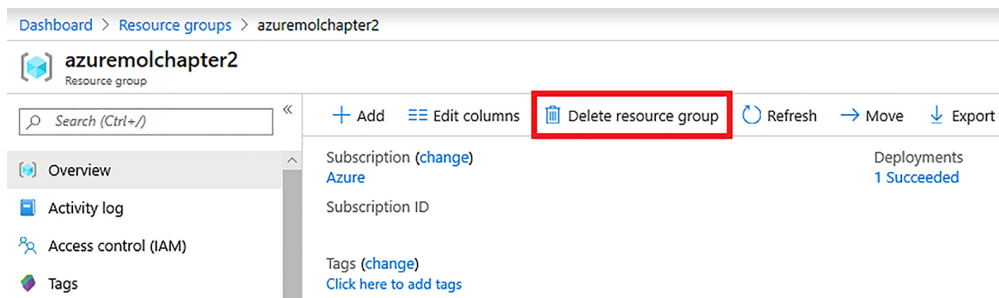 Dashboard > Resource groups > azuremolchapter2
azuremolchapter2
Resource group
Search (Ctrl+/)
«
Overview
Activity log
Access control (IAM)
Tags
+ Add Edit columns Delete resource group Refresh Move Export
Subscription (change)
Azure
Subscription ID
Tags (change)
Click here to add tags
Deployments
1 Succeeded